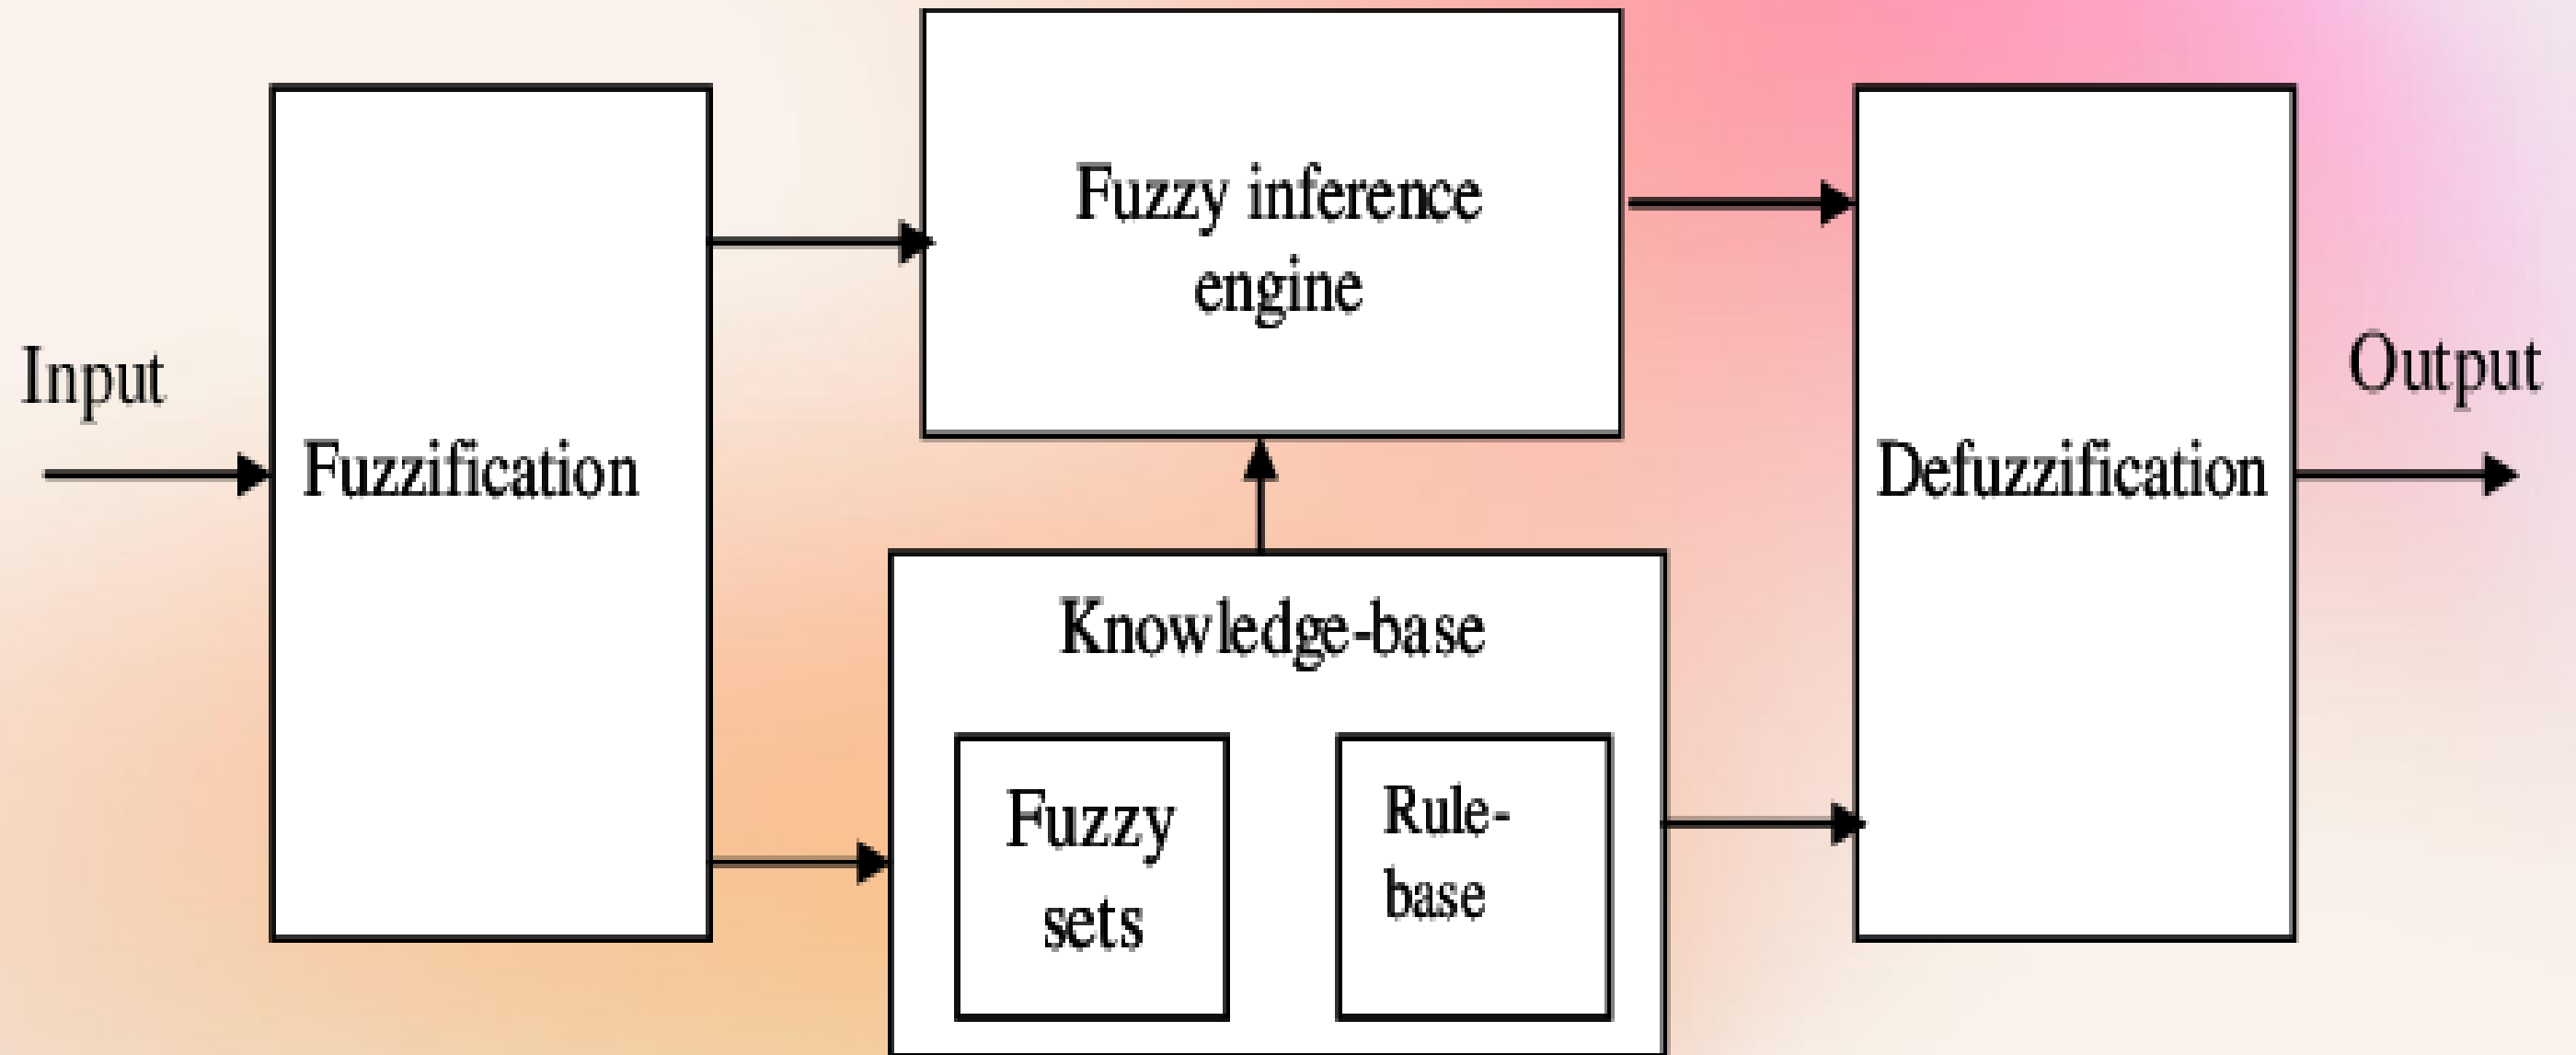 Input
Fuzzification
Fuzzy inference
engine
Knowledge-base
Fuzzy
sets
Rule-
base
Defuzzification
Output